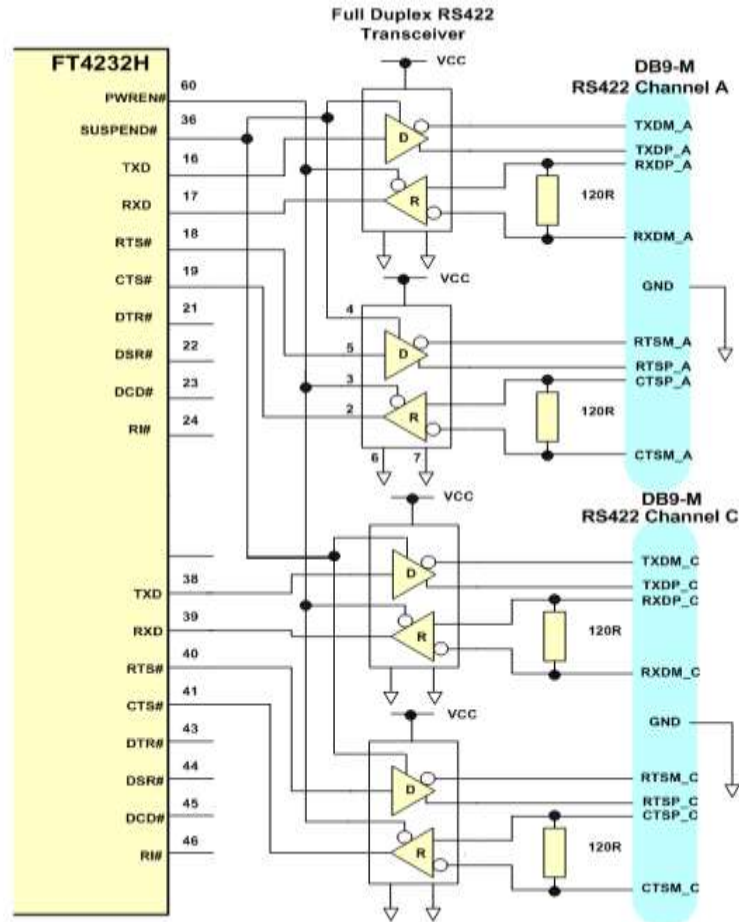 Full Duplex RS422
Transceiver
FT4232H
VCC
DB9-M
RS422 Channel A
60
PWREN#
36
SUSPEND#
D
TXDM_A
TXDP_A
16
TXD
RXDP_A
17
RXD
R
120R
18
RTS#
RXDM_A
19
CTS#
VCC
GND
21
DTR#
4
22
DSR#
5
D
RTSM_A
RTSP_A
23
DCD#
3
CTSP_A
24
RI#
2
R
120R
6
7
CTSM_A
VCC
DB9-M
RS422 Channel C
38
TXD
D
TXDM_C
TXDP_C
39
RXD
RXDP_C
R
120R
40
RTS#
RXDM_C
41
CTS#
VCC
GND
43
DTR#
44
DSR#
D
RTSM_C
RTSP_C
45
DCD#
CTSP_C
46
RI#
R
120R
CTSM_C